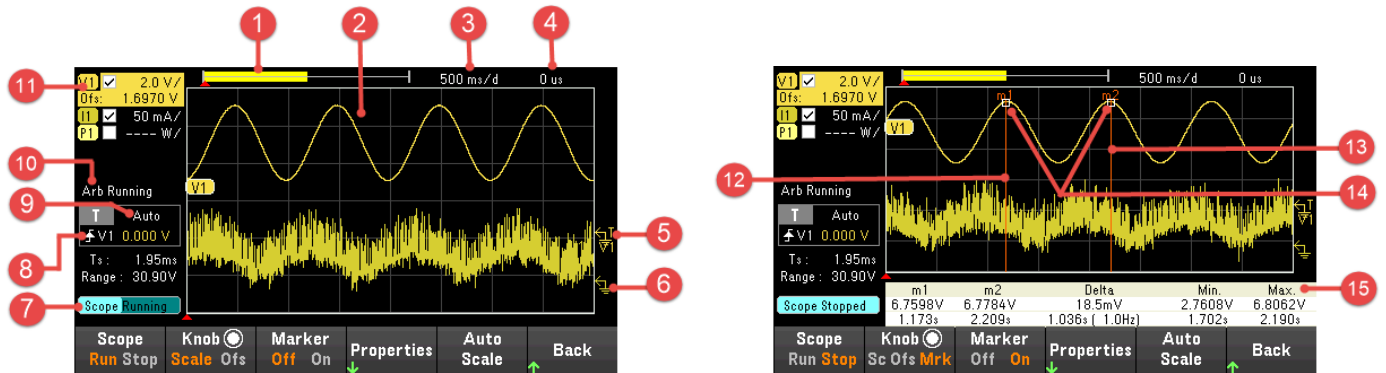 1
2
3
4
11
V1 2.0 V/
500 ms/d
0 us
Ofs: 1.6970 V
I1 50 mA/
P1 ---- W/
10
Arb Running
V1
9
T Auto
V1 0.000 V
T
5
8
Ts : 1.95ms
Range : 30.90V
6
7
Scope Running
Scope
Run Stop
Knob
Scale Ofs
Marker
Off On
Properties
Auto
Scale
Back
V1 2.0 V/
500 ms/d
0 us
Ofs: 1.6970 V
m1
m2
I1 50 mA/
P1 ---- W/
V1
13
12
14
Arb Running
T Auto
V1 0.000 V
T
Ts : 1.95ms
Range : 30.90V
m1 m2 Delta Min. Max.
15
Scope Stopped
6.7598V 6.7784V 18.5mV 2.7608V 6.8062V
1.173s 2.209s 1.036s ( 1.0Hz) 1.702s 2.190s
Scope
Run Stop
Knob
Sc Ofs Mrk
Marker
Off On
Properties
Auto
Scale
Back